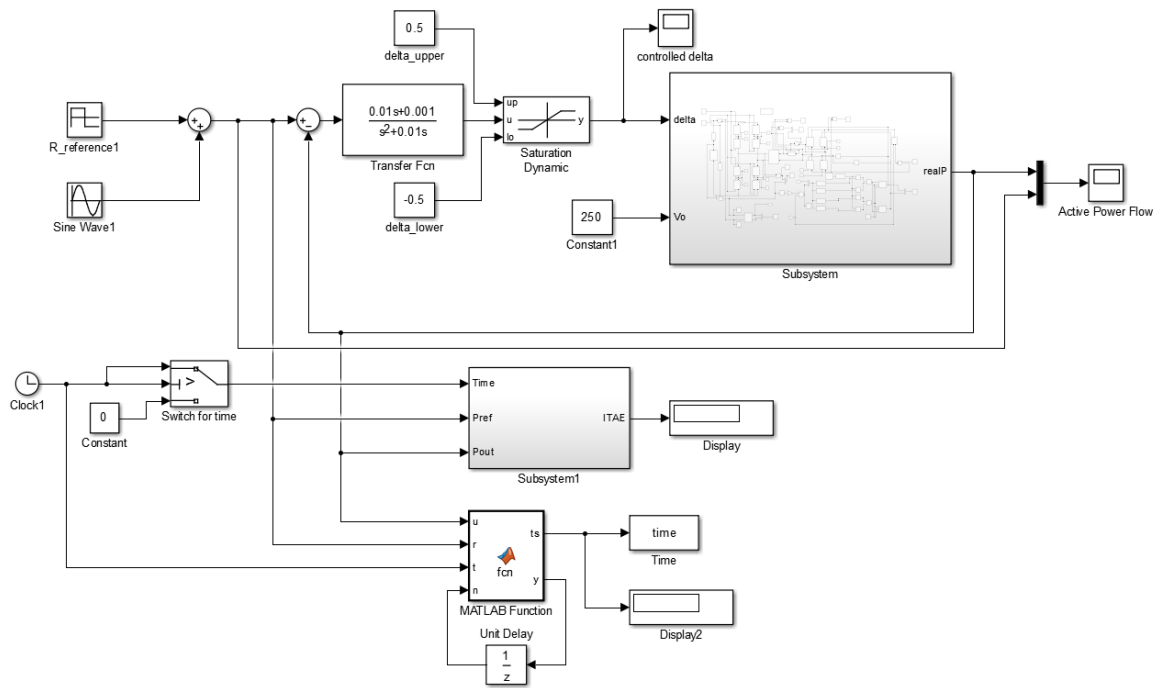 0.5
delta_upper
controlled delta
R_reference1
++
+-
0.01s+0.001
s2+0.01s
Transfer Fcn
up
u
lo
y
Saturation
Dynamic
delta
realP
Vo
Subsystem
Active Power Flow
Sine Wave1
-0.5
delta_lower
250
Constant1
Clock1
>
Switch for time
0
Constant
Time
Pref
Pout
ITAE
Subsystem1
Display
u
r
t
n
fcn
ts
y
MATLAB Function
time
Time
Display2
Unit Delay
1
z